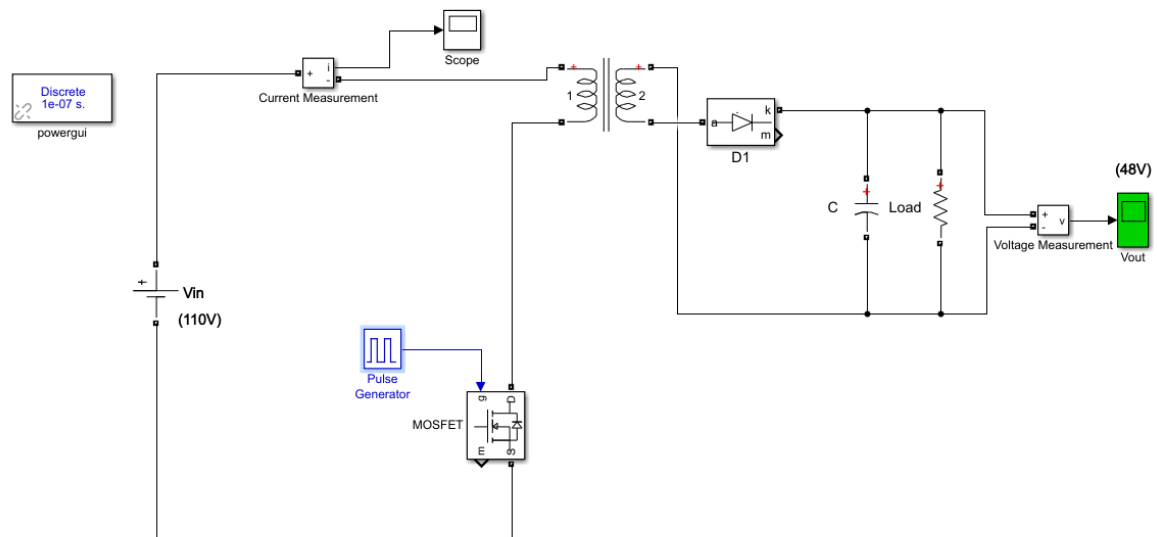 Discrete
1e-07 s.
powergui
+
i
-
Current Measurement
Scope
+
+
1
2
a
k
m
D1
+
C
+
Load
+
-
v
Voltage Measurement
(48V)
Vout
+
Vin
(110V)
Pulse
Generator
g
D
MOSFET
m
S